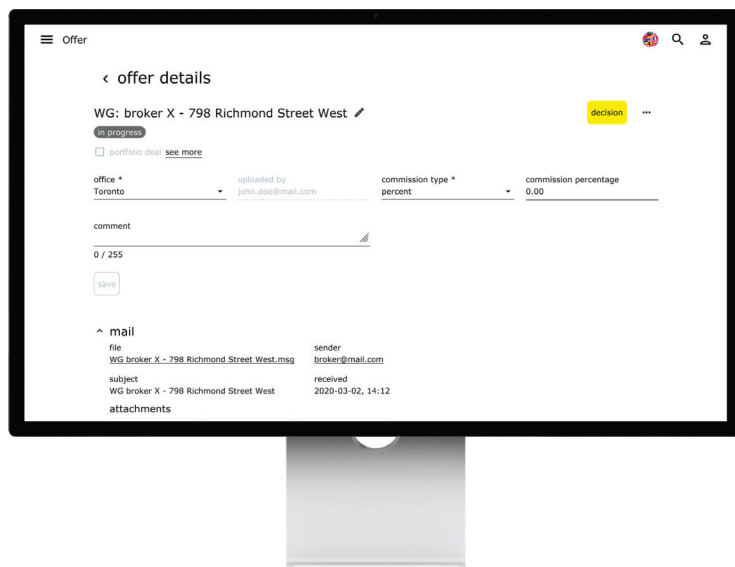 Offer
offer details
WG: broker X - 798 Richmond Street West
decision
in progress
portfolio deal see more
office * uploaded by commission type * commission percentage
Toronto john.doe@mail.com percent 0.00
comment
0 / 255
save
mail
file sender
WG broker X - 798 Richmond Street West.msg broker@mail.com
subject received
WG broker X - 798 Richmond Street West 2020-03-02, 14:12
attachments